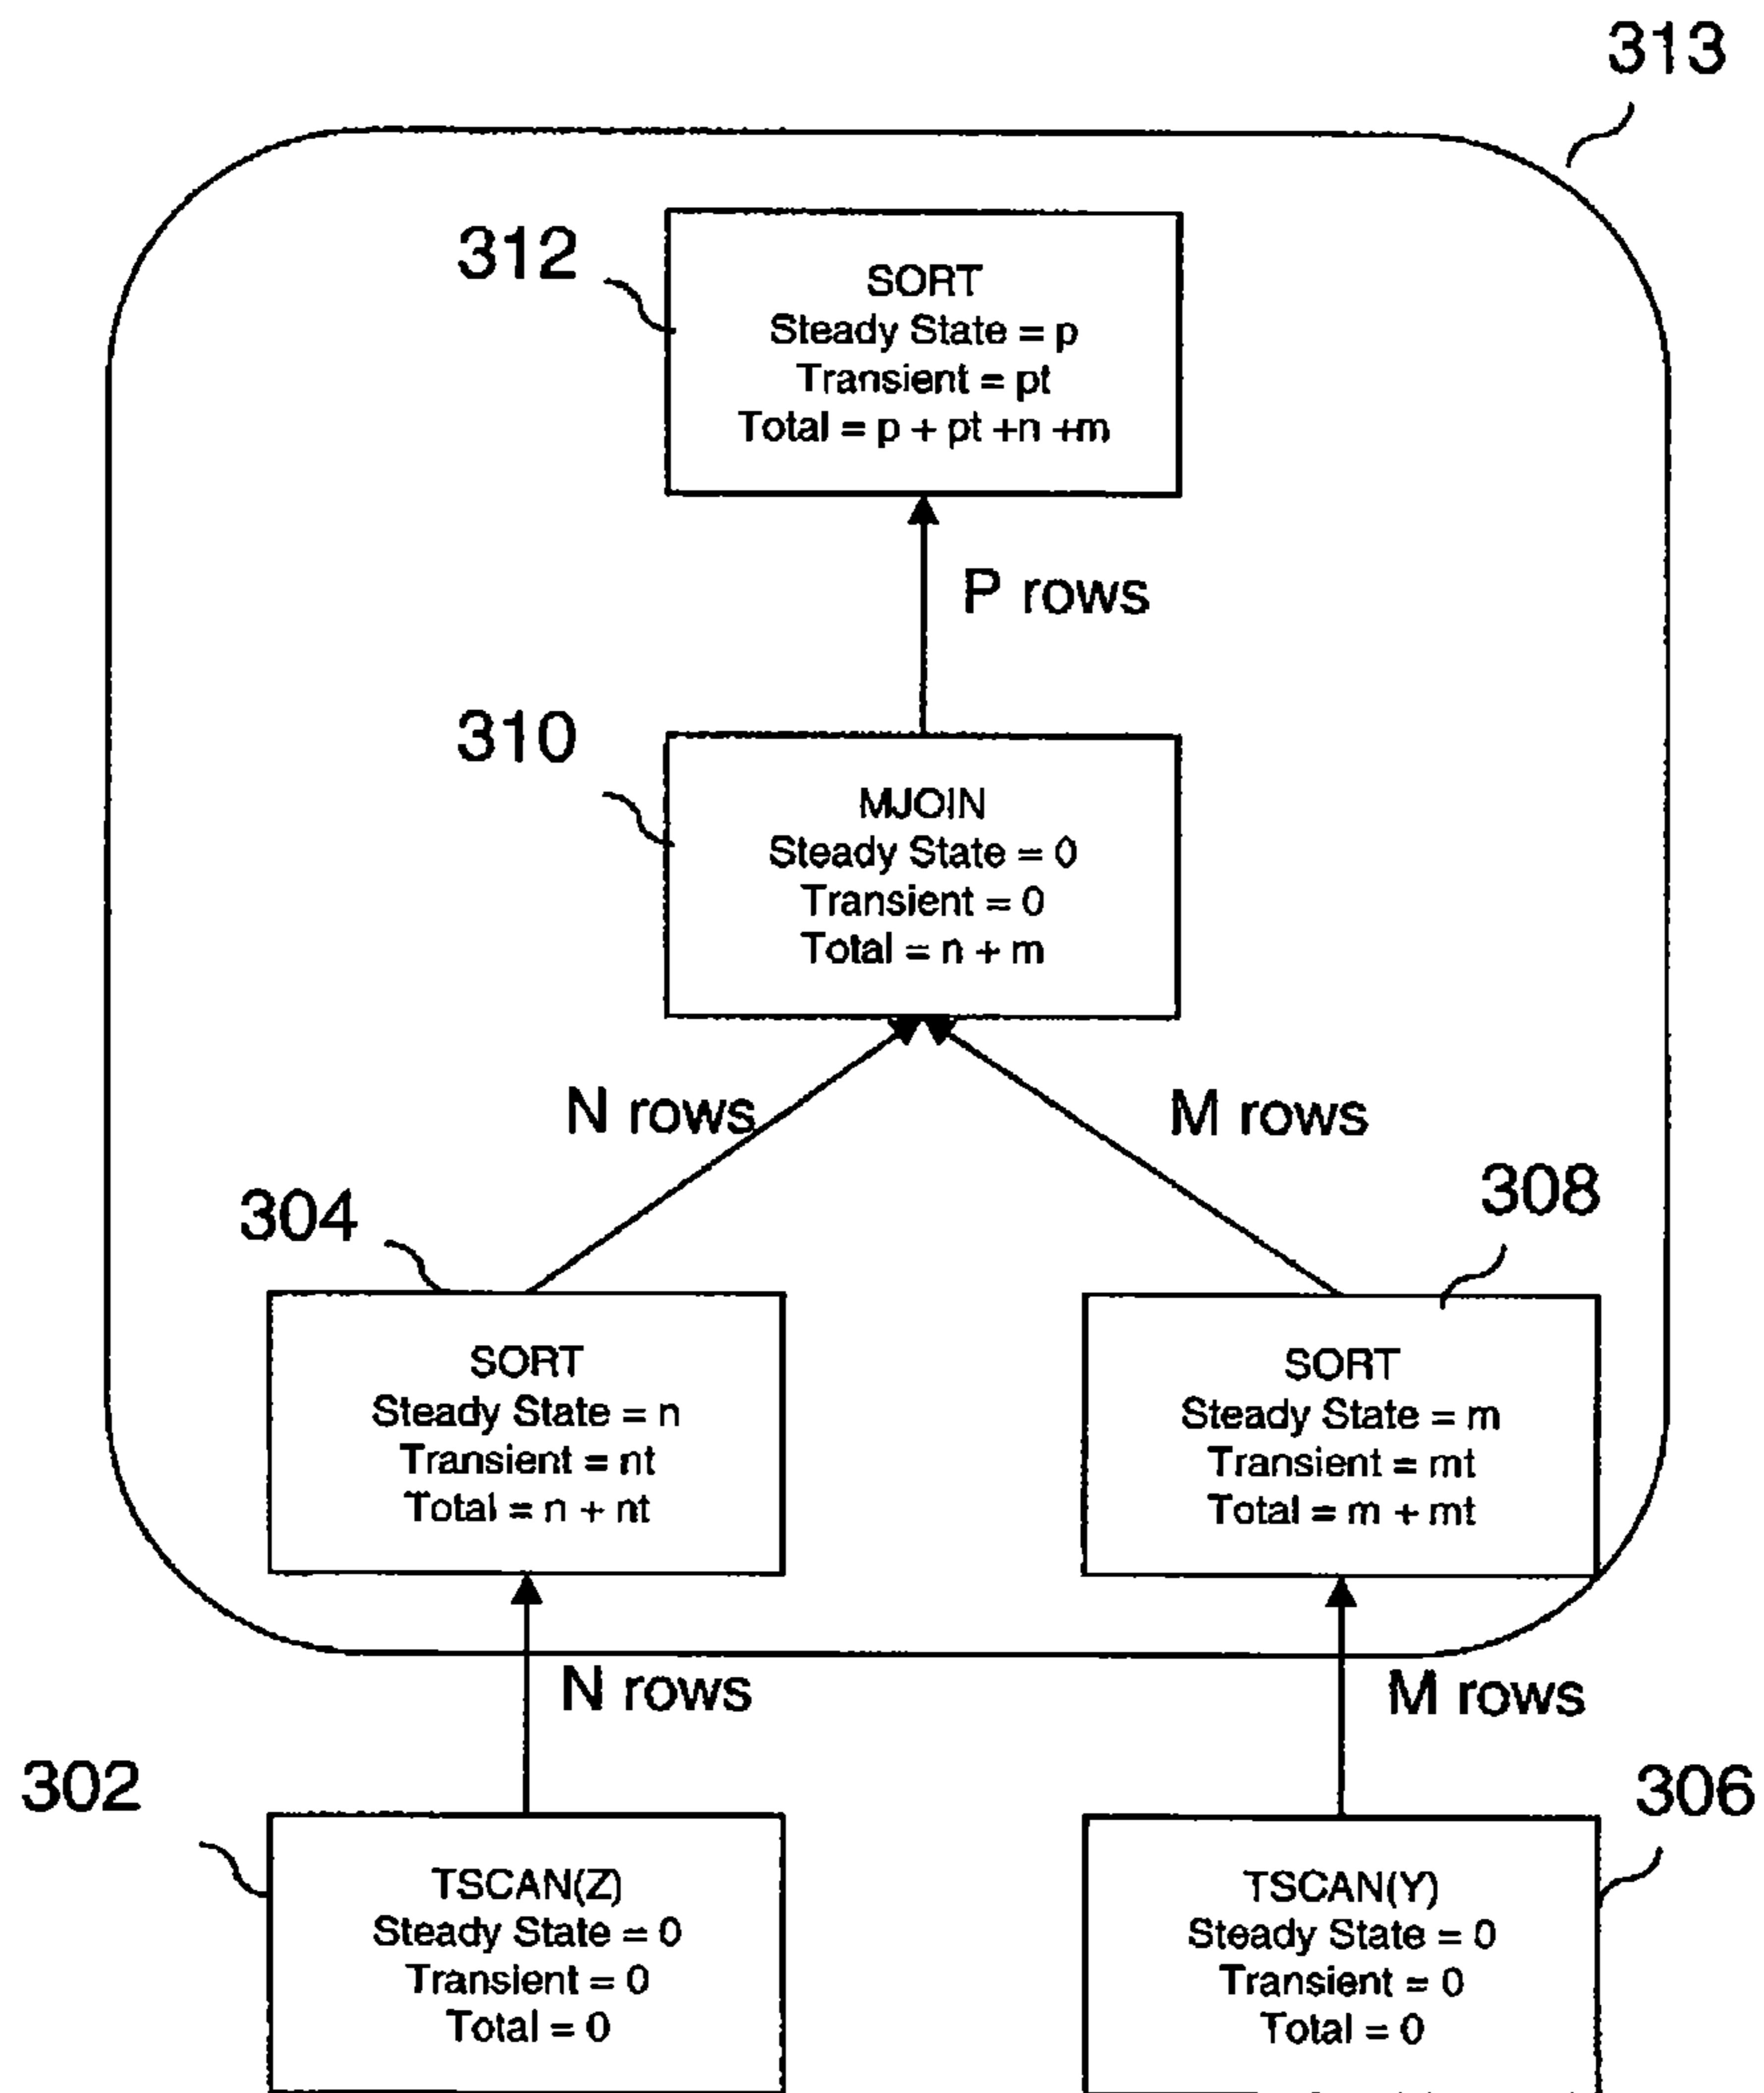 313
312
SORT
Steady State = p
Transient = pt
Total = p + pt +n +m
P rows
310
MJOIN
Steady State = 0
Transient = 0
Total = n + m
N rows
M rows
304
308
SORT
Steady State = n
Transient = nt
Total = n + nt
SORT
Steady State = m
Transient = mt
Total = m + mt
N rows
M rows
302
306
TSCAN(Z)
Steady State = 0
Transient = 0
Total = 0
TSCAN(Y)
Steady State = 0
Transient = 0
Total = 0